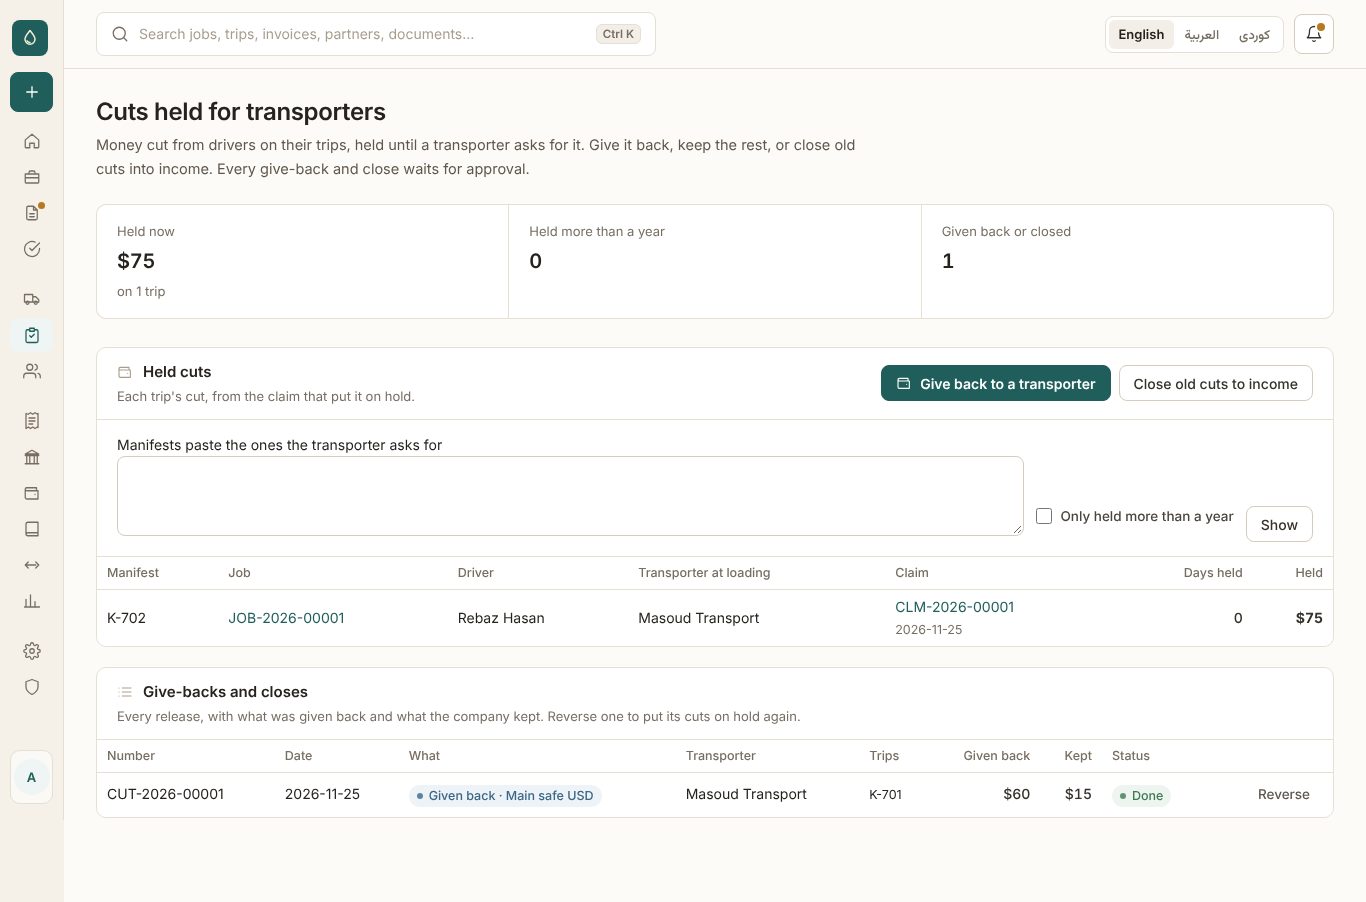 Search jobs, trips, invoices, partners, documents...
Ctrl K
English
العربية
كوردی
Cuts held for transporters
Money cut from drivers on their trips, held until a transporter asks for it. Give it back, keep the rest, or close old
cuts into income. Every give-back and close waits for approval.
Held now
$75
on 1 trip
Held more than a year
0
Given back or closed
1
Held cuts
Each trip's cut, from the claim that put it on hold.
Give back to a transporter
Close old cuts to income
Manifests paste the ones the transporter asks for
Only held more than a year
Show
Manifest Job Driver Transporter at loading Claim Days held Held
K-702 JOB-2026-00001 Rebaz Hasan Masoud Transport CLM-2026-00001 0 $75
2026-11-25
Give-backs and closes
Every release, with what was given back and what the company kept. Reverse one to put its cuts on hold again.
Number Date What Transporter Trips Given back Kept Status
CUT-2026-00001 2026-11-25 Given back · Main safe USD Masoud Transport K-701 $60 $15 Done Reverse
A